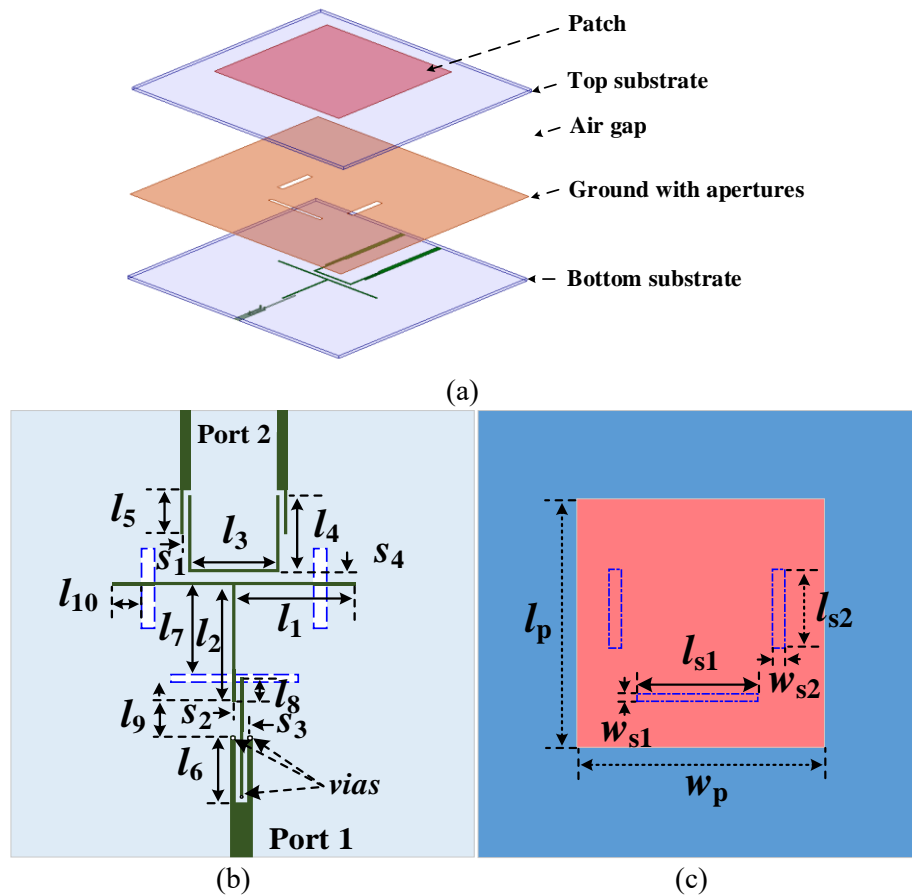 Patch
Top substrate
Air gap
Ground with apertures
Bottom substrate
(a)
Port 2
l5
l3
l4
s1
s4
l10
l7
l2
l1
l8
l9
s2
s3
l6
vias
Port 1
(b)
lp
ls2
ls1
ws2
ws1
wp
(c)